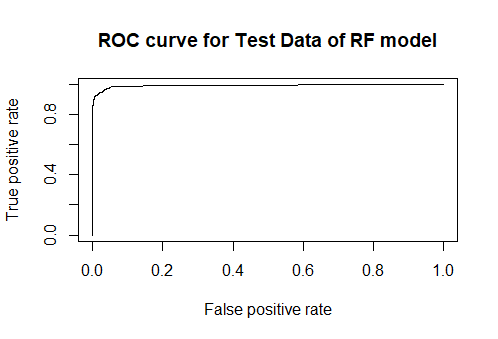 ROC curve for Test Data of RF model
True positive rate
0.8
0.4
0.0
0.0 0.2 0.4 0.6 0.8 1.0
False positive rate